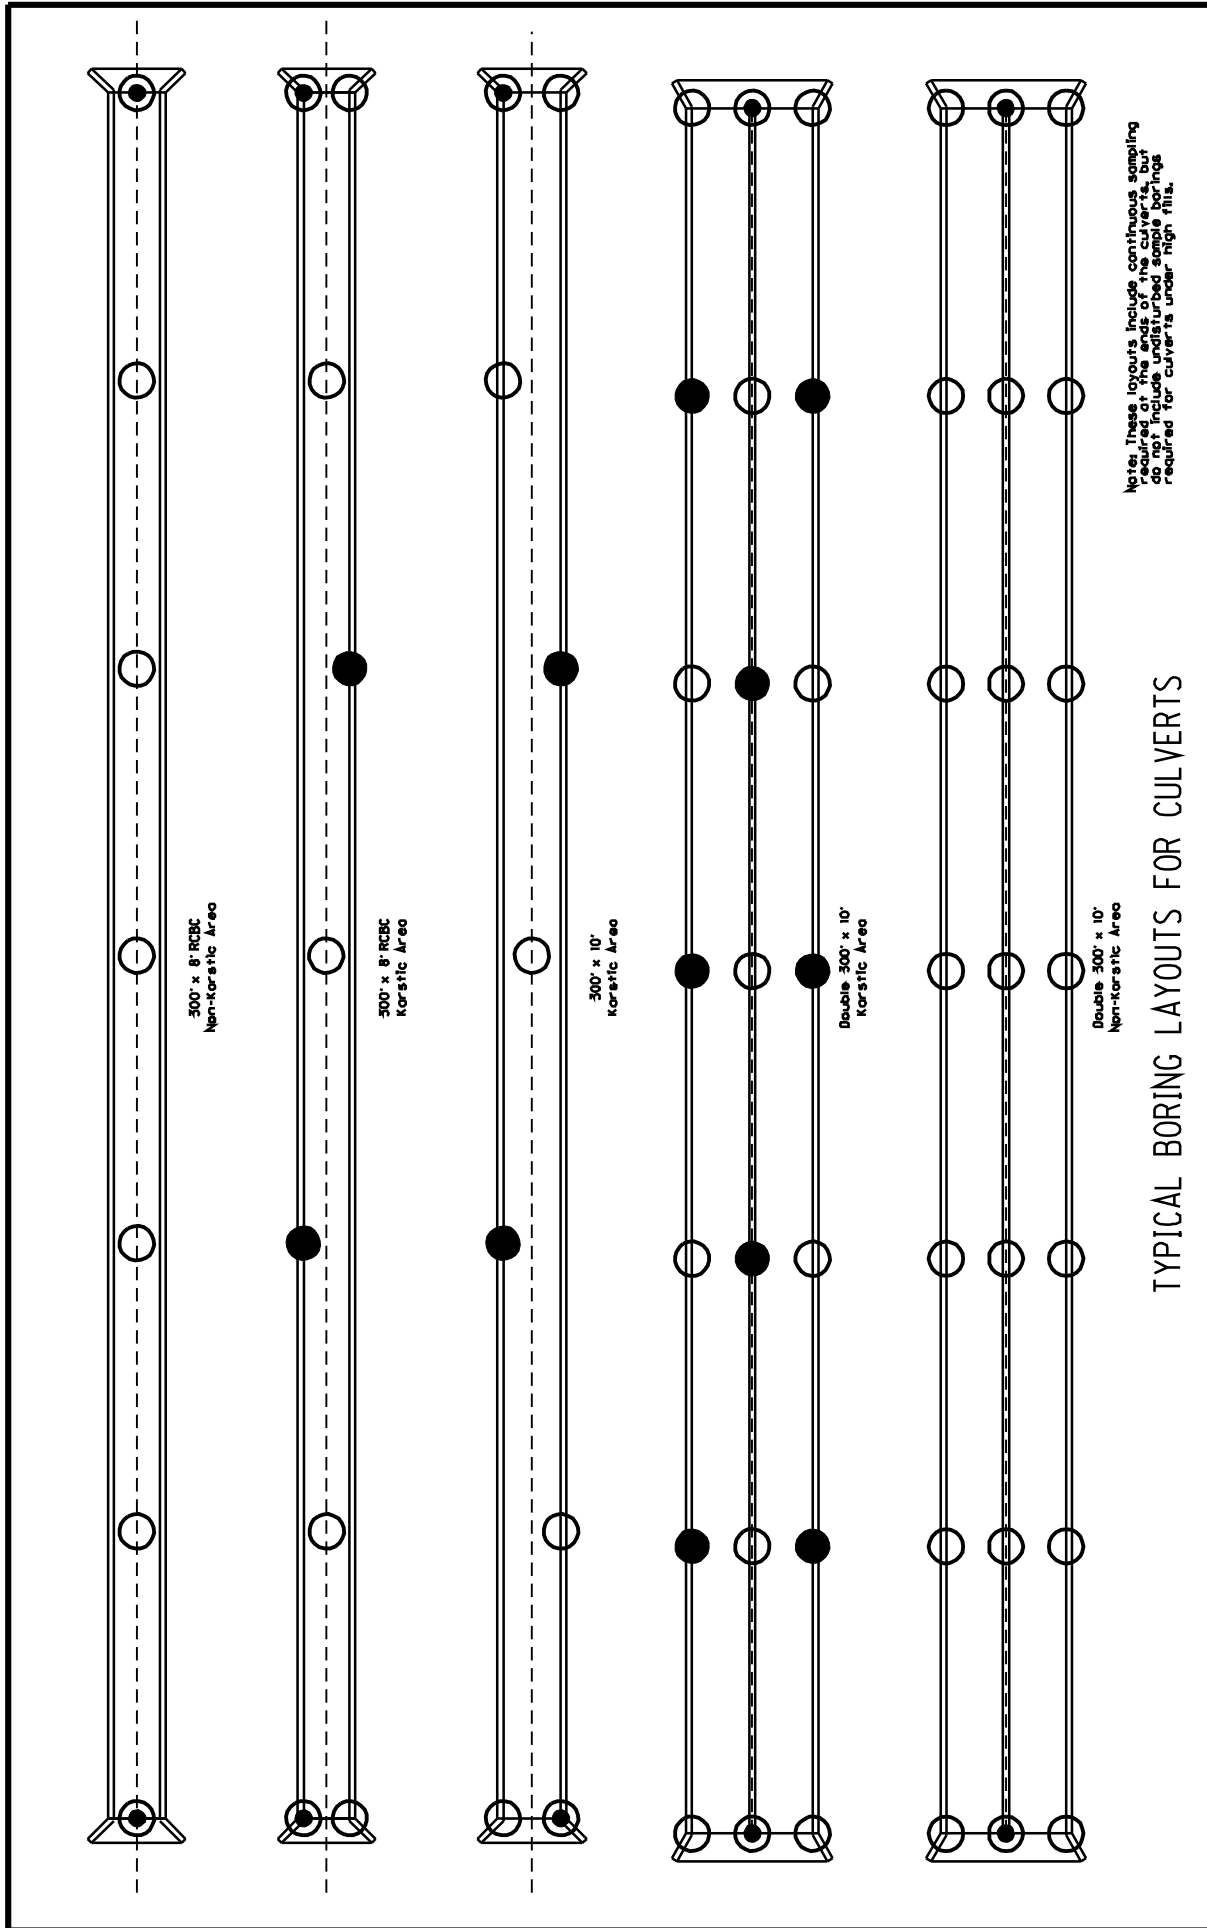 300' x 8' RCBC
Non-Karstic Area
300' x 8' RCBC
Karstic Area
300' x 10'
Karstic Area
Double 300' x 10'
Karstic Area
Double 300' x 10'
Non-Karstic Area
Note: These layouts include continuous sampling
required at the ends of the culverts, but
do not include undisturbed sample borings
required for culverts under high fills.
TYPICAL BORING LAYOUTS FOR CULVERTS